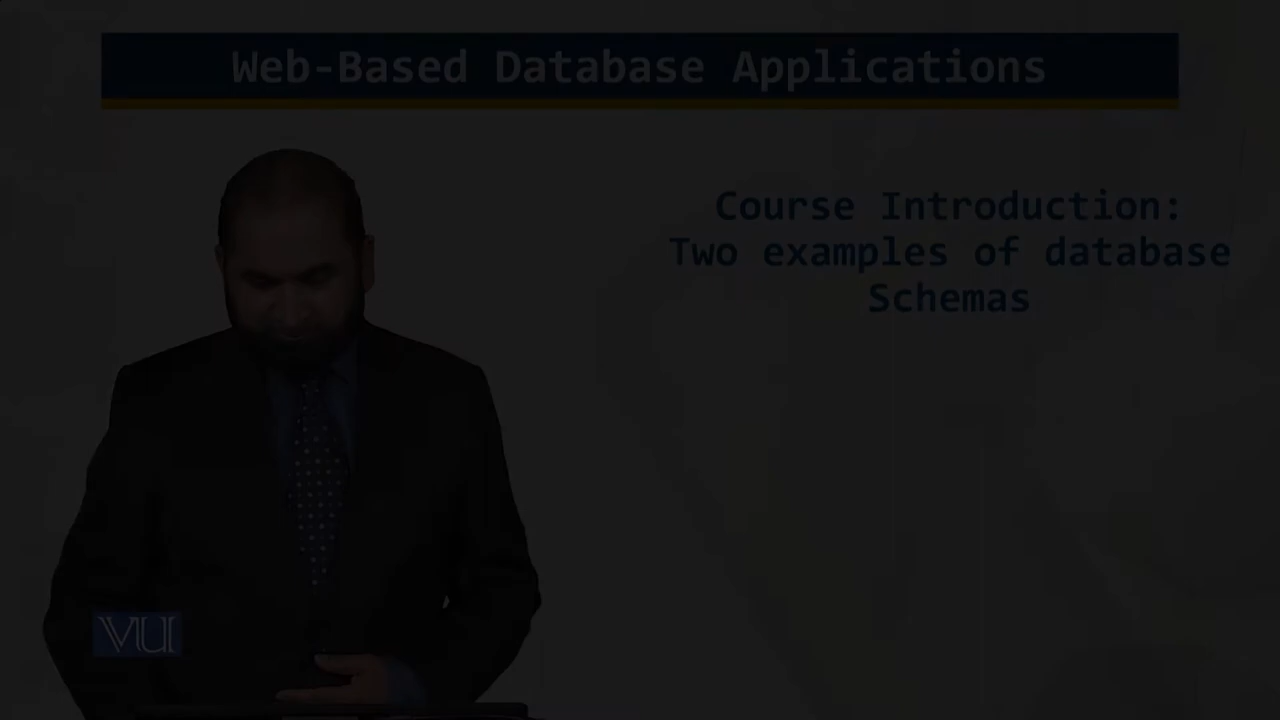 Web-Based Database Applications
Course Introduction:
Two examples of database
Schemas
VU